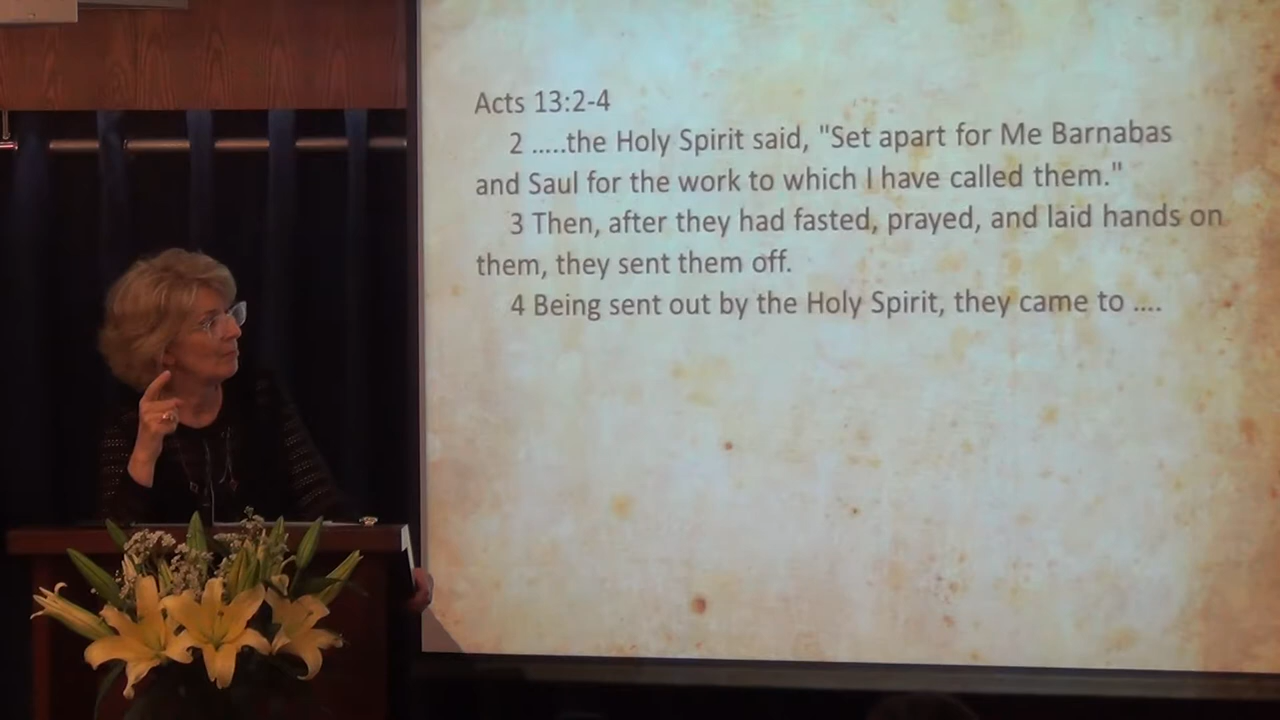 Acts 13:2-4
2 .....the Holy Spirit said, "Set apart for Me Barnabas
and Saul for the work to which I have called them."
3 Then, after they had fasted, prayed, and laid hands on
them, they sent them off.
4 Being sent out by the Holy Spirit, they came to ....